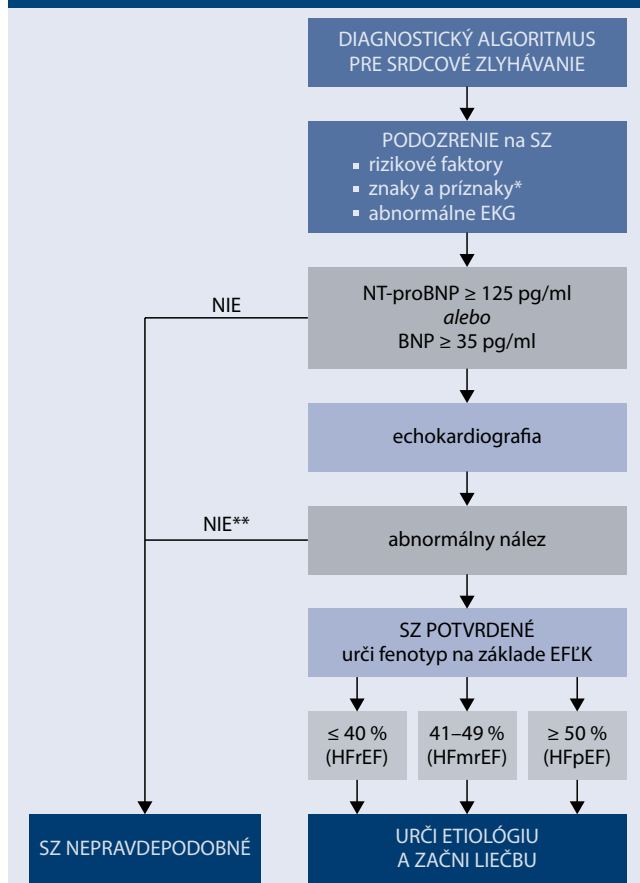 DIAGNOSTICKÝ ALGORITMUS
PRE SRDCOVÉ ZLYHÁVANIE
PODOZRENIE na SZ
▪ rizikové faktory
▪ znaky a príznaky*
▪ abnormálne EKG
NIE
NT-proBNP ≥ 125 pg/ml
alebo
BNP ≥ 35 pg/ml
echokardiografia
NIE**
abnormálny nález
SZ POTVRDENÉ
urči fenotyp na základe EFĽK
≤ 40 %
(HFrEF)
41–49 %
(HFmrEF)
≥ 50 %
(HFpEF)
SZ NEPRAVDEPODOBNÉ
URČI ETIOLÓGIU
A ZAČNI LIEČBU